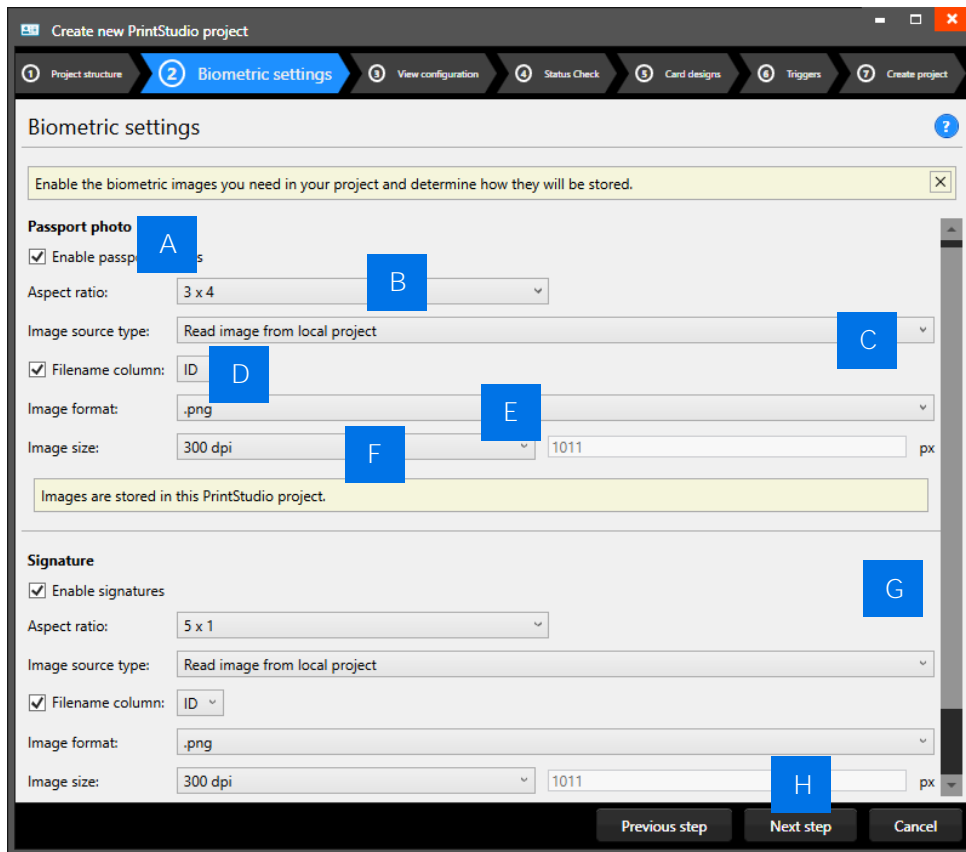 Create new PrintStudio project
1 Project structure 2 Biometric settings 3 View configuration 4 Status Check 5 Card designs 6 Triggers 7 Create project
Biometric settings ?
Enable the biometric images you need in your project and determine how they will be stored.
Passport photo
A
Enable
Aspect ratio: 3 x 4 B
Image source type: Read image from local project C
Filename column: ID D
Image format: .png E
Image size: 300 dpi F 1011 px
Images are stored in this PrintStudio project.
Signature
Enable signatures G
Aspect ratio: 5 x 1
Image source type: Read image from local project
Filename column: ID
Image format: .png
Image size: 300 dpi 1011 H px
Previous step Next step Cancel